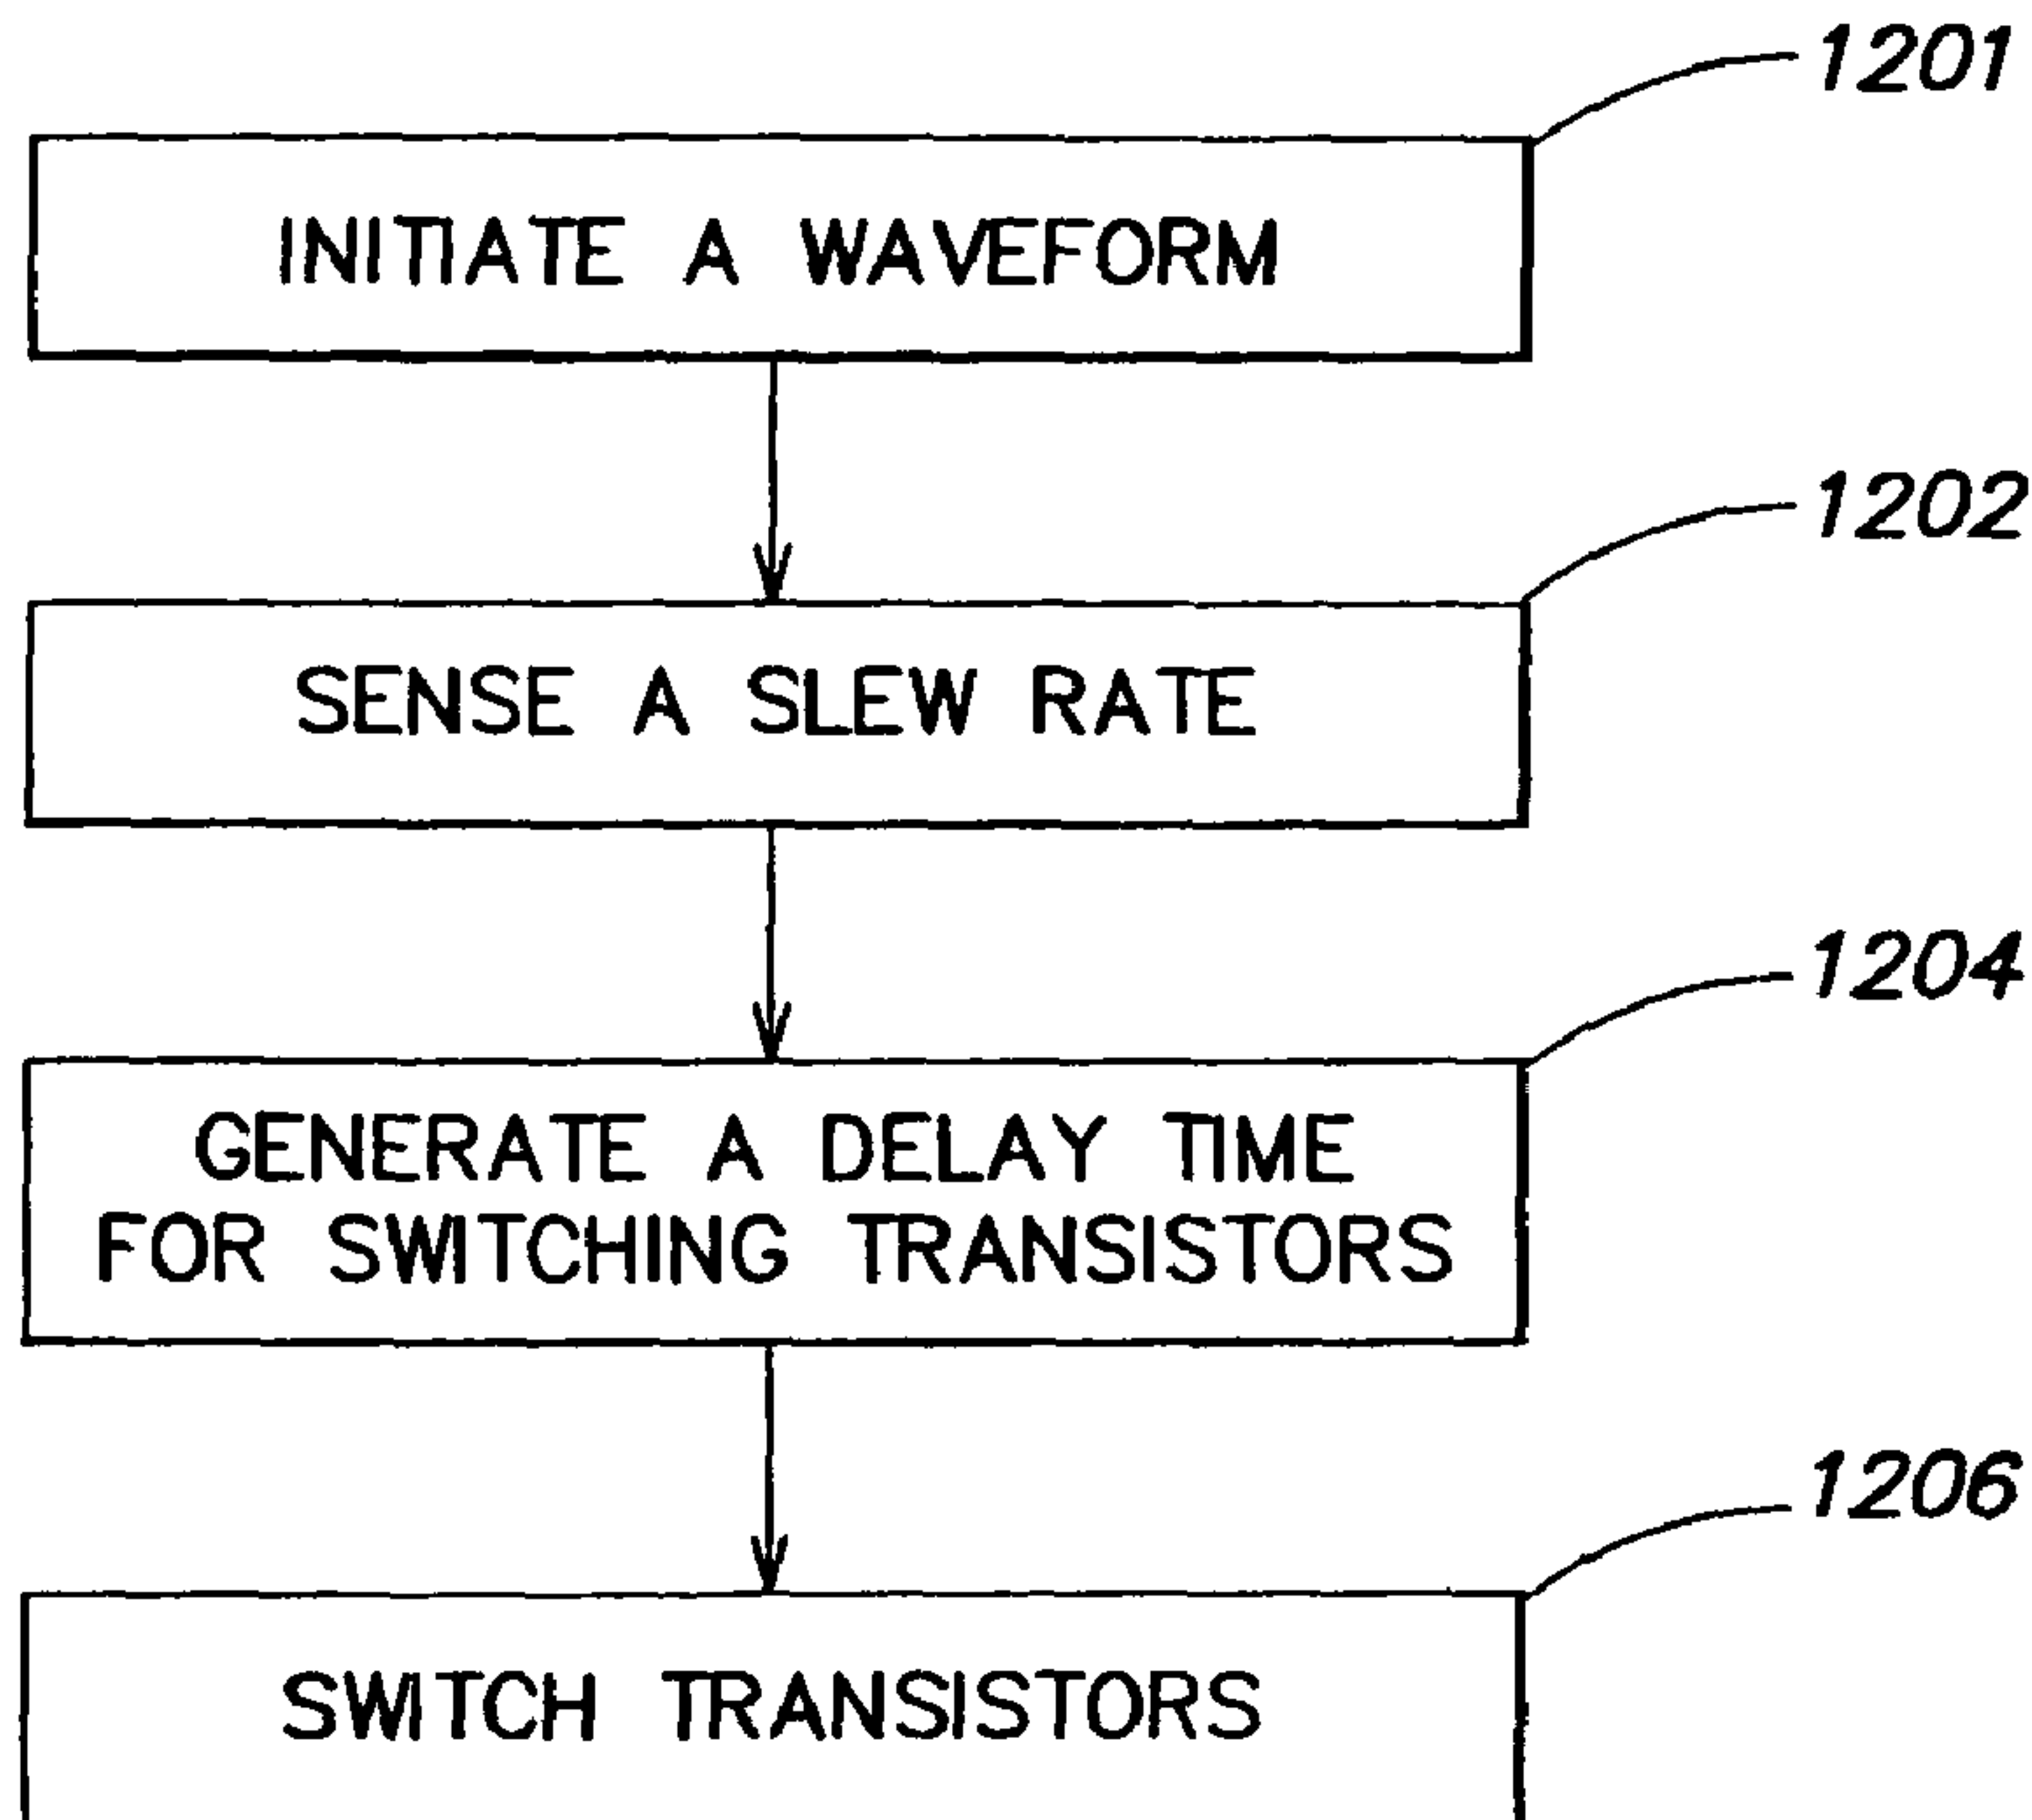 1201
INITIATE A WAVEFORM
1202
SENSE A SLEW RATE
1204
GENERATE A DELAY TIME
FOR SWITCHING TRANSISTORS
1206
SWITCH TRANSISTORS